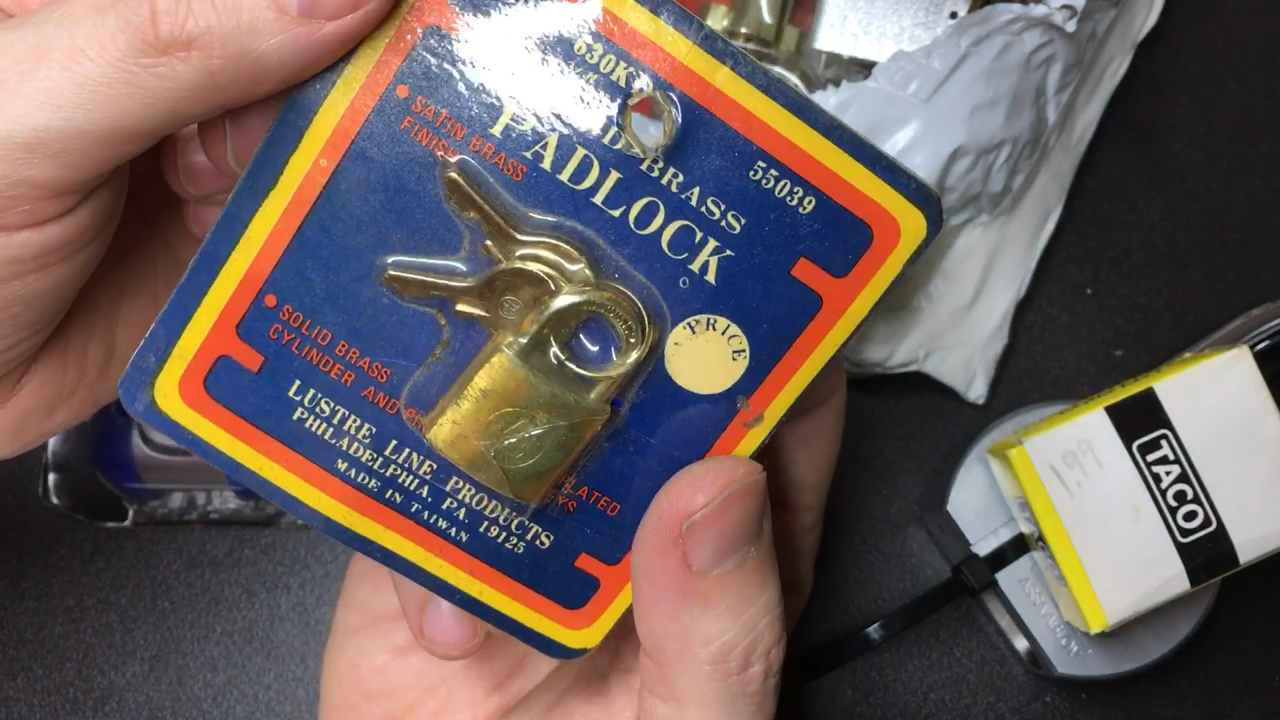 630K
D BRASS
PADLOCK
55039
SATIN BRASS
FINISH
PRICE
SOLID BRASS
CYLINDER AND P
PLATED
LUSTRE LINE PRODUCTS
PHILADELPHIA, PA. 19125
MADE IN TAIWAN
1.99
TACO